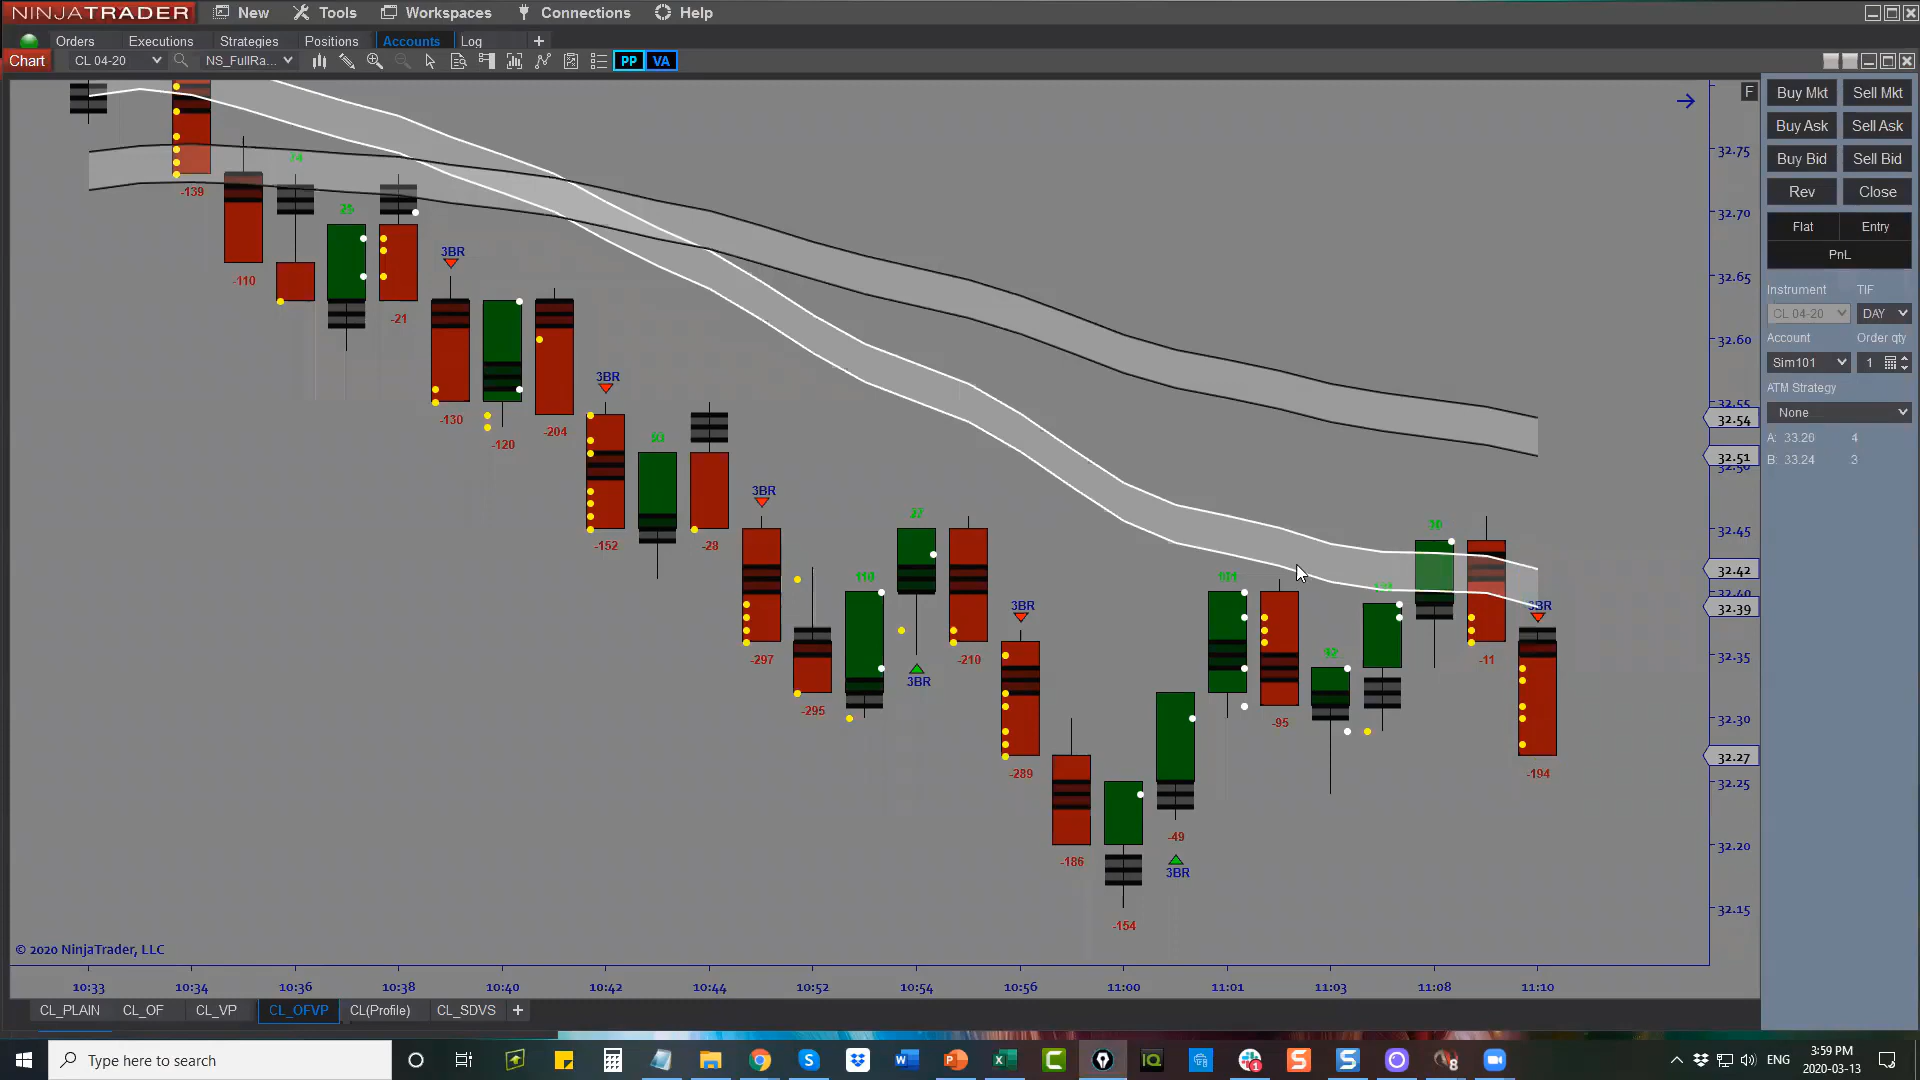 NINJATRADER New Tools Workspaces Connections Help
Orders Executions Strategies Positions Accounts Log +
Chart CL 04-20 NS_FullRa... PP VA
F
Buy Mkt Sell Mkt
Buy Ask Sell Ask
Buy Bid Sell Bid
Rev Close
Flat Entry
PnL
Instrument TIF
CL 04-20 DAY
Account Order qty
Sim101 1
ATM Strategy
None
A: 33.26 4
B: 33.24 3
32.75
32.70
32.65
32.60
32.55
32.54
32.51
32.50
32.45
32.42
32.40
32.39
32.35
32.30
32.27
32.25
32.20
32.15
74
-139
-110
-21
3BR
-130
-120
-204
3BR
-152
-28
3BR
-297
-295
110
3BR
-210
3BR
-289
-186
-154
-49
3BR
-95
-11
3BR
-194
© 2020 NinjaTrader, LLC
10:33 10:34 10:36 10:38 10:40 10:42 10:44 10:52 10:54 10:56 11:00 11:01 11:03 11:08 11:10
CL_PLAIN CL_OF CL_VP CL_OFVP CL(Profile) CL_SDVS +
Type here to search
ENG
3:59 PM
2020-03-13